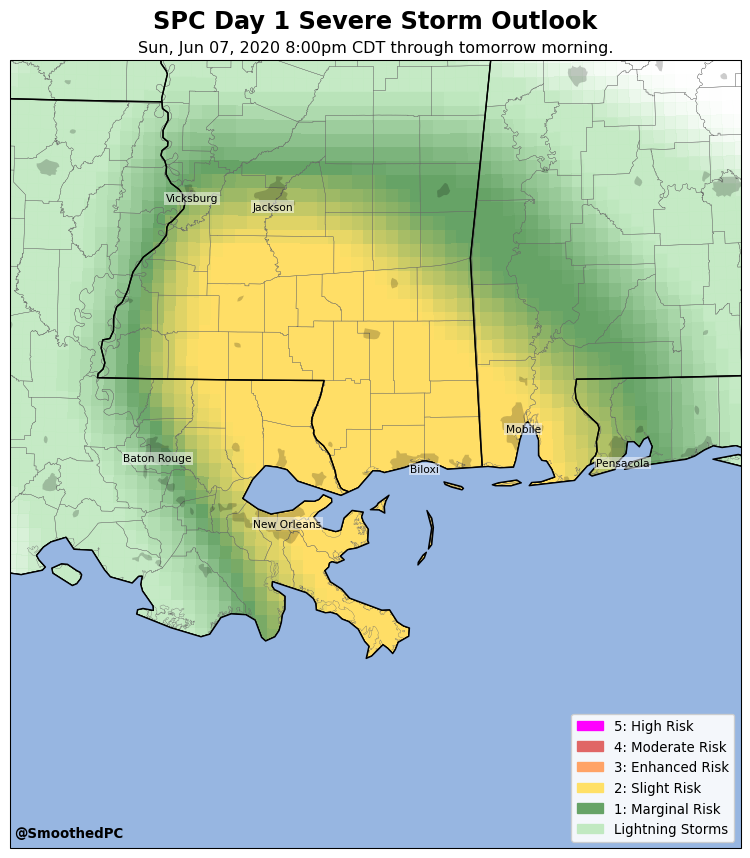 SPC Day 1 Severe Storm Outlook
Sun, Jun 07, 2020 8:00pm CDT through tomorrow morning.
Vicksburg
Jackson
Mobile
Baton Rouge
Pensacola
Biloxi
New Orleans
5: High Risk
4: Moderate Risk
3: Enhanced Risk
2: Slight Risk
1: Marginal Risk
Lightning Storms
@SmoothedPC